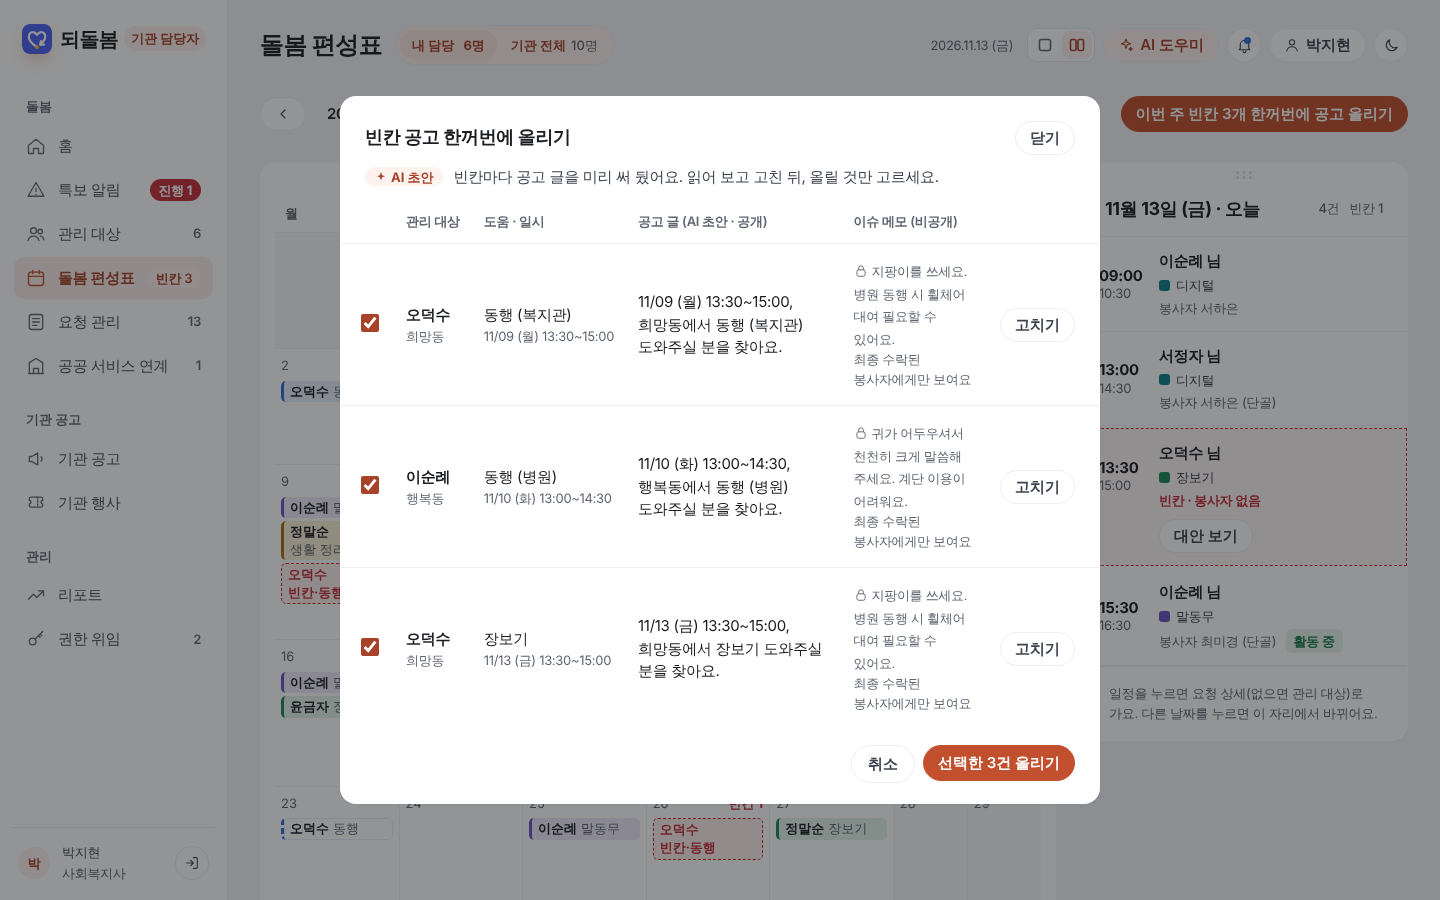 되돌봄 기관 담당자
돌봄
홈
특보 알림 진행 1
관리 대상 6
돌봄 편성표 빈칸 3
요청 관리 13
공공 서비스 연계 1
기관 공고
기관 공고
기관 행사
관리
리포트
권한 위임 2
박 박지현
사회복지사
돌봄 편성표 내 담당 6명 기관 전체 10명
2026.11.13 (금) AI 도우미 박지현
이번 주 빈칸 3개 한꺼번에 공고 올리기
월
2
오덕수
9
이순례
정말순
생활 정리
오덕수
빈칸·동행
16
이순례
윤금자
23 24 25 26 빈칸 1 27 28 29
오덕수 동행
이순례 말동무
오덕수
빈칸·동행
정말순 장보기
빈칸 공고 한꺼번에 올리기 닫기
AI 초안 빈칸마다 공고 글을 미리 써 뒀어요. 읽어 보고 고친 뒤, 올릴 것만 고르세요.
관리 대상 도움 · 일시 공고 글 (AI 초안 · 공개) 이슈 메모 (비공개)
오덕수
희망동
동행 (복지관)
11/09 (월) 13:30~15:00
11/09 (월) 13:30~15:00,
희망동에서 동행 (복지관)
도와주실 분을 찾아요.
지팡이를 쓰세요.
병원 동행 시 휠체어
대여 필요할 수
있어요.
최종 수락된
봉사자에게만 보여요
고치기
이순례
행복동
동행 (병원)
11/10 (화) 13:00~14:30
11/10 (화) 13:00~14:30,
행복동에서 동행 (병원)
도와주실 분을 찾아요.
귀가 어두우셔서
천천히 크게 말씀해
주세요. 계단 이용이
어려워요.
최종 수락된
봉사자에게만 보여요
고치기
오덕수
희망동
장보기
11/13 (금) 13:30~15:00
11/13 (금) 13:30~15:00,
희망동에서 장보기 도와주실
분을 찾아요.
지팡이를 쓰세요.
병원 동행 시 휠체어
대여 필요할 수
있어요.
최종 수락된
봉사자에게만 보여요
고치기
취소 선택한 3건 올리기
11월 13일 (금) · 오늘 4건 빈칸 1
09:00
10:30
이순례 님
디지털
봉사자 서하은
13:00
14:30
서정자 님
디지털
봉사자 서하은 (단골)
13:30
15:00
오덕수 님
장보기
빈칸 · 봉사자 없음
대안 보기
15:30
16:30
이순례 님
말동무
봉사자 최미경 (단골) 활동 중
일정을 누르면 요청 상세(없으면 관리 대상)로
가요. 다른 날짜를 누르면 이 자리에서 바뀌어요.